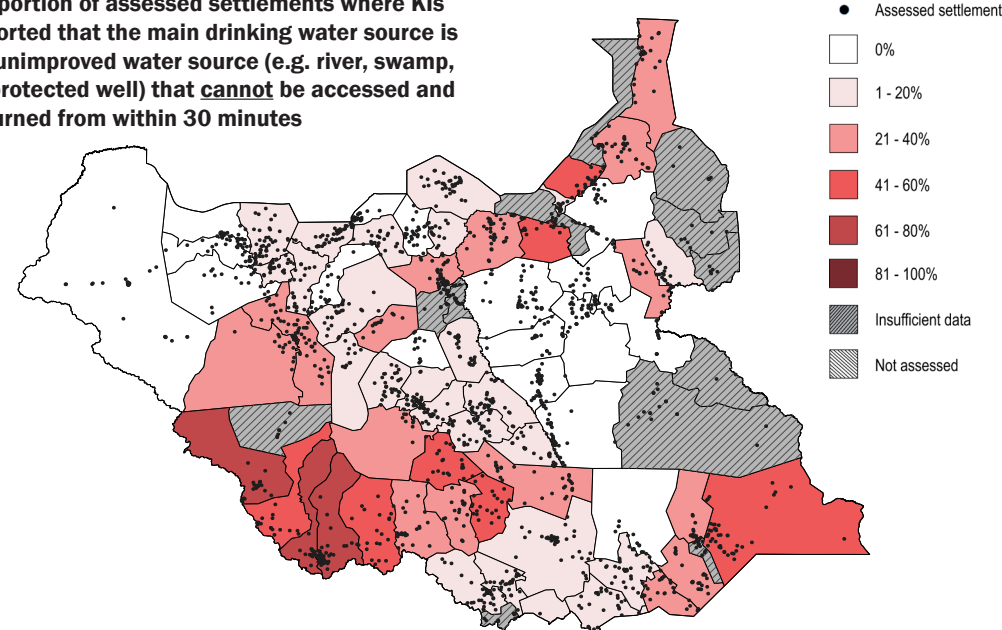 portion of assessed settlements where KIs
orted that the main drinking water source is
unimproved water source (e.g. river, swamp,
rotected well) that cannot be accessed and
urned from within 30 minutes
Assessed settlement
0%
1 - 20%
21 - 40%
41 - 60%
61 - 80%
81 - 100%
Insufficient data
Not assessed